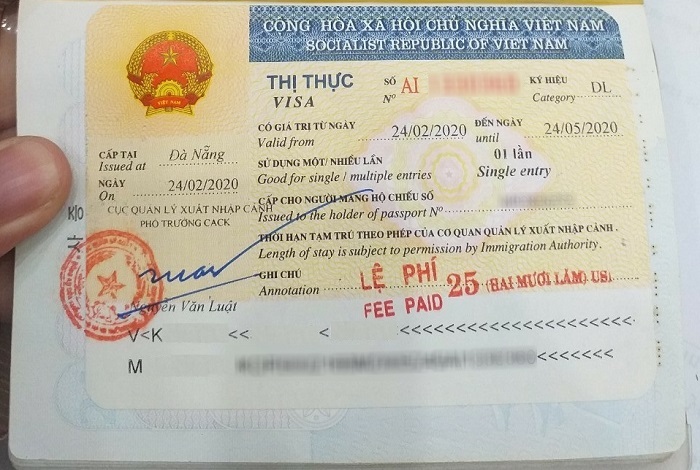 CỘNG HÒA XÃ HỘI CHỦ NGHĨA VIỆT NAM
SOCIALIST REPUBLIC OF VIET NAM
VIỆT NAM
THỊ THỰC
VISA
SỐ
Nº AI
KÝ HIỆU
Category DL
CÓ GIÁ TRỊ TỪ NGÀY
Valid from 24/02/2020
ĐẾN NGÀY
until 24/05/2020
CẤP TẠI
Issued at Đà Nẵng
SỬ DỤNG MỘT/ NHIỀU LẦN
Good for single / multiple entries
01 lần
Single entry
NGÀY
On 24/02/2020
CẤP CHO NGƯỜI MANG HỘ CHIẾU SỐ
Issued to the holder of passport Nº
CỤC QUẢN LÝ XUẤT NHẬP CẢNH
PHÓ TRƯỞNG CACK
THỜI HẠN TẠM TRÚ THEO PHÉP CỦA CƠ QUAN QUẢN LÝ XUẤT NHẬP CẢNH.
Length of stay is subject to permission by Immigration Authority.
GHI CHÚ
Annotation
LỆ PHÍ
FEE PAID 25 (HAI MƯƠI LĂM) US
Nguyễn Văn Luật
V<K <<. < <<<<<<<<<<<<<<<<<<<<<<
M <<<<<<<